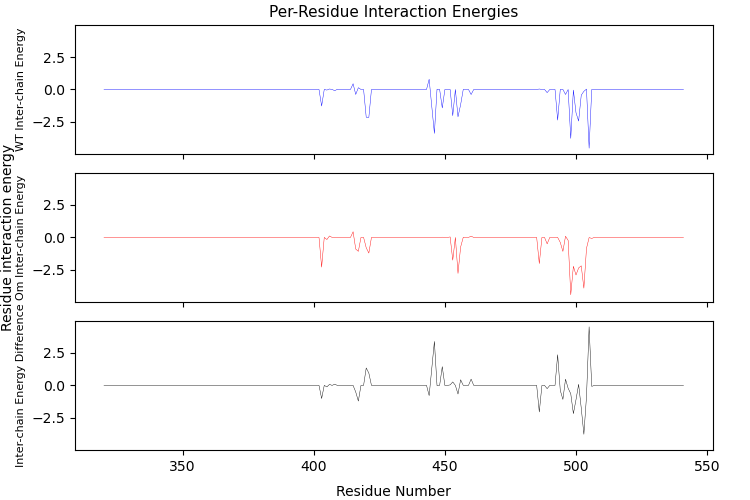 Per-Residue Interaction Energies
Residue interaction energy
WT Inter-chain Energy
2.5
0.0
−2.5
Om Inter-chain Energy
2.5
0.0
−2.5
Inter-chain Energy Difference
2.5
0.0
−2.5
350
400
450
500
550
Residue Number